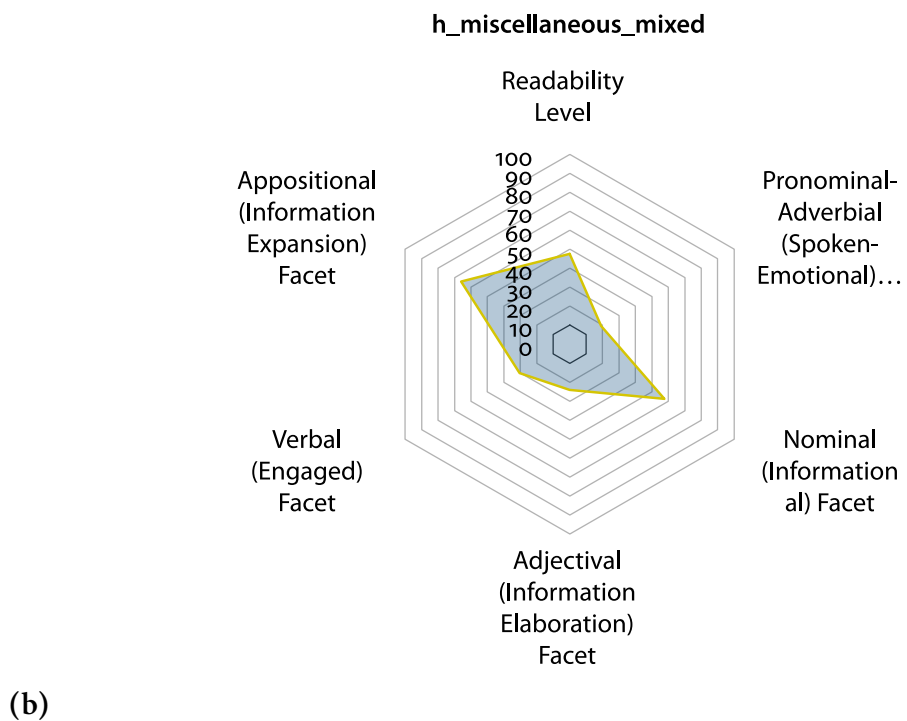 h_miscellaneous_mixed
Readability
Level
100
90
80
70
60
50
40
30
20
10
0
Appositional
(Information
Expansion)
Facet
Pronominal-
Adverbial
(Spoken-
Emotional)…
Verbal
(Engaged)
Facet
Nominal
(Information
al) Facet
Adjectival
(Information
Elaboration)
Facet
(b)